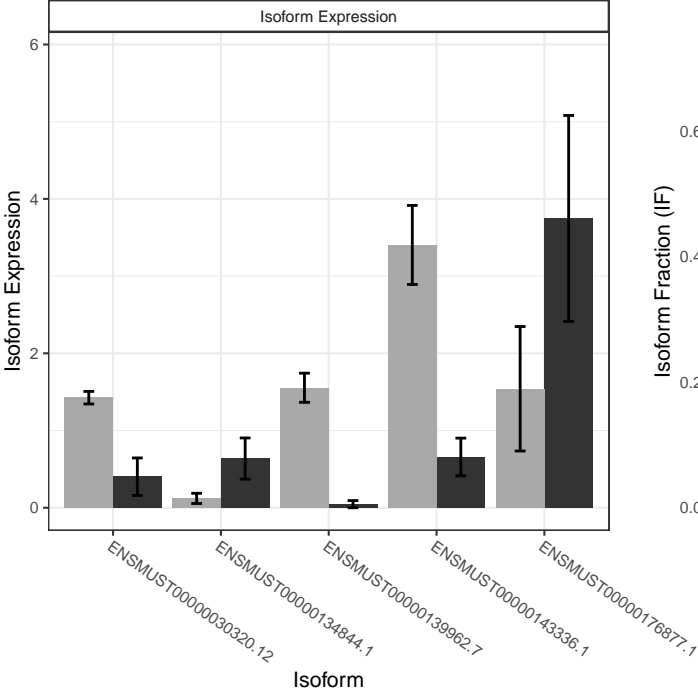 Isoform Expression
Isoform Expression
6
4
2
0
ENSMUST00000030320.12
ENSMUST00000134844.1
ENSMUST00000139962.7
ENSMUST00000143336.1
ENSMUST00000176877.1
Isoform
Isoform Fraction (IF)
0.6
0.4
0.2
0.0